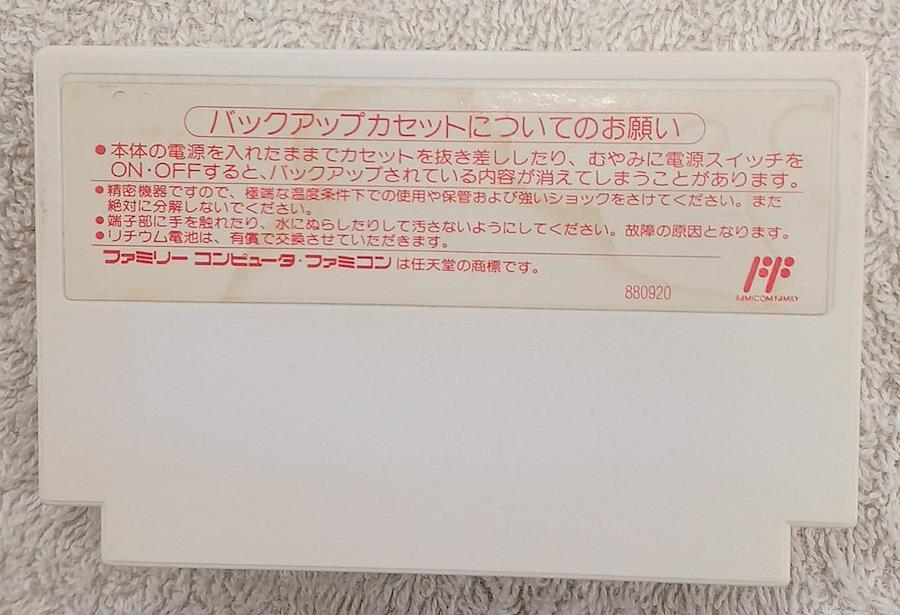 バックアップカセットについてのお願い
●本体の電源を入れたままでカセットを抜き差ししたり、むやみに電源スイッチを
ON・OFFすると、バックアップされている内容が消えてしまうことがあります。
●精密機器ですので、極端な温度条件下での使用や保管および強いショックをさけてください。また
絶対に分解しないでください。
●端子部に手を触れたり、水にぬらしたりして汚さないようにしてください。故障の原因となります。
●リチウム電池は、有償で交換させていただきます。
ファミリーコンピュータ・ファミコンは任天堂の商標です。
880920
FAMICOM FAMILY